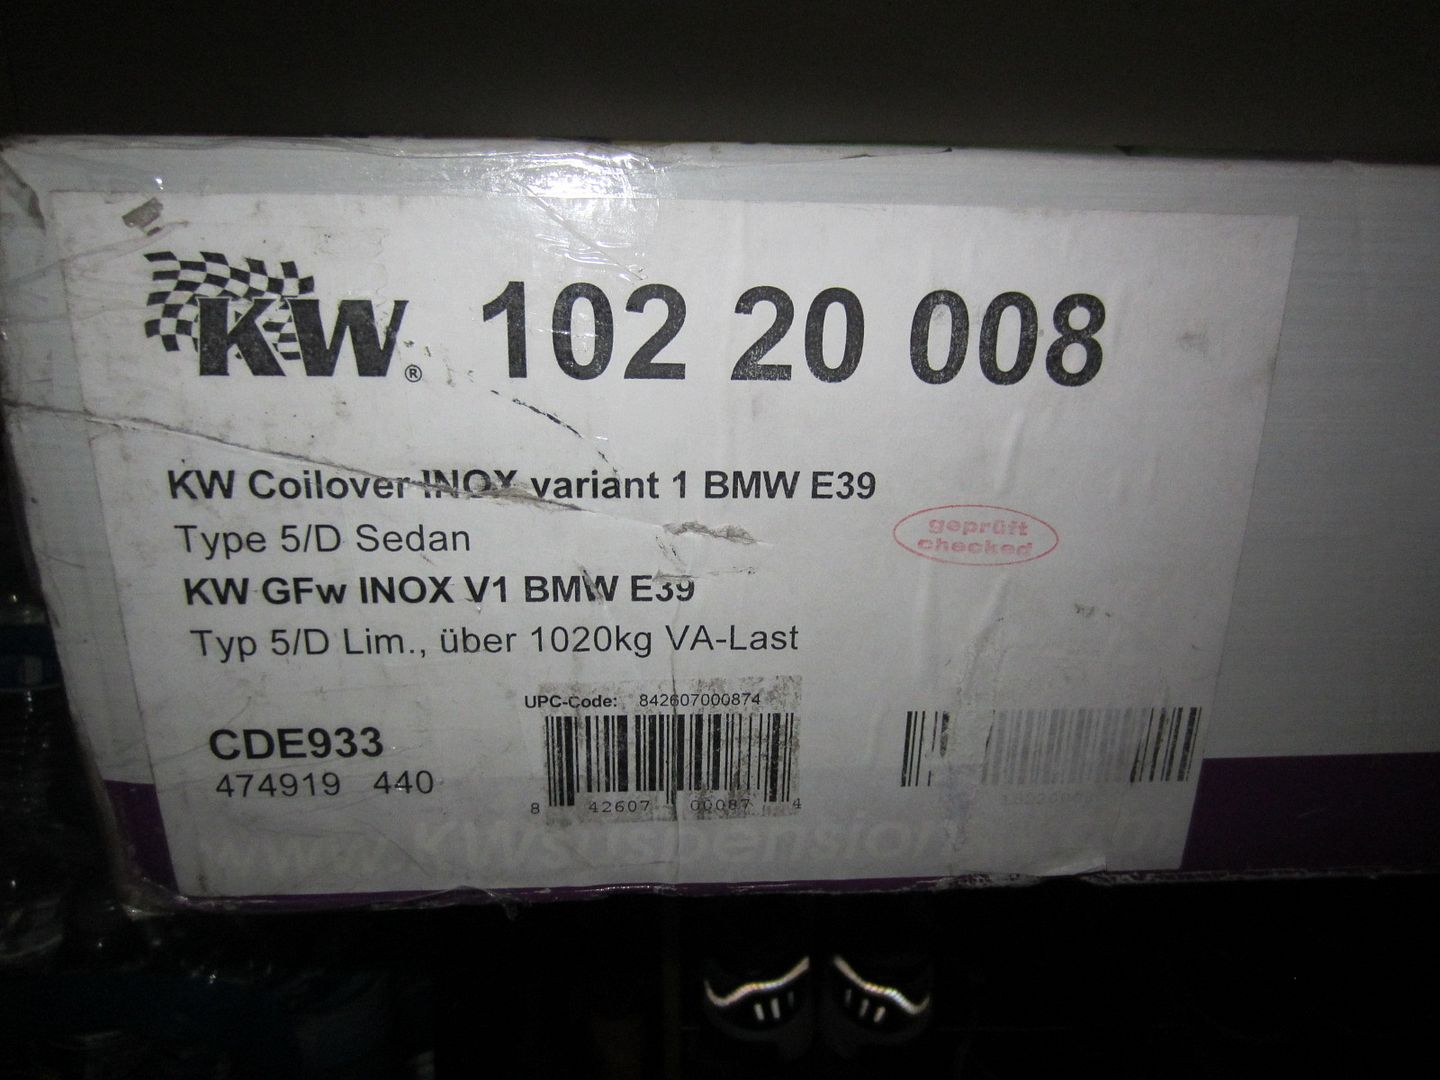 KW® 102 20 008
KW Coilover INOX variant 1 BMW E39
Type 5/D Sedan
geprüft
checked
KW GFw INOX V1 BMW E39
Typ 5/D Lim., über 1020kg VA-Last
UPC-Code: 842607000874
CDE933
474919 440
8 42607 00087 4
www.KWsuspension